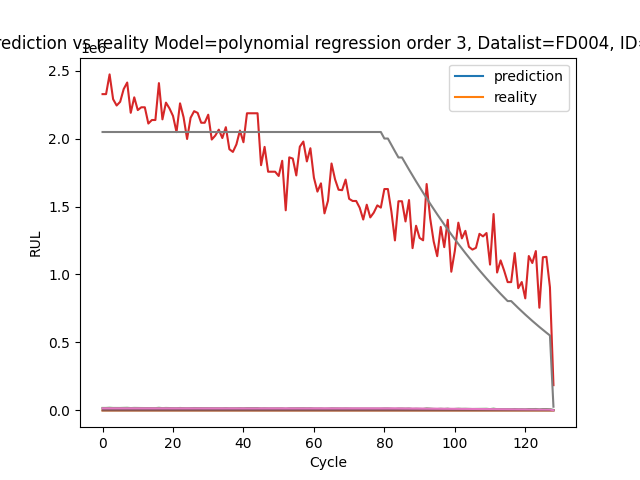 rediction vs reality Model=polynomial regression order 3, Datalist=FD004, ID=
1e6
2.5
2.0
1.5
1.0
0.5
0.0
RUL
prediction
reality
0 20 40 60 80 100 120
Cycle